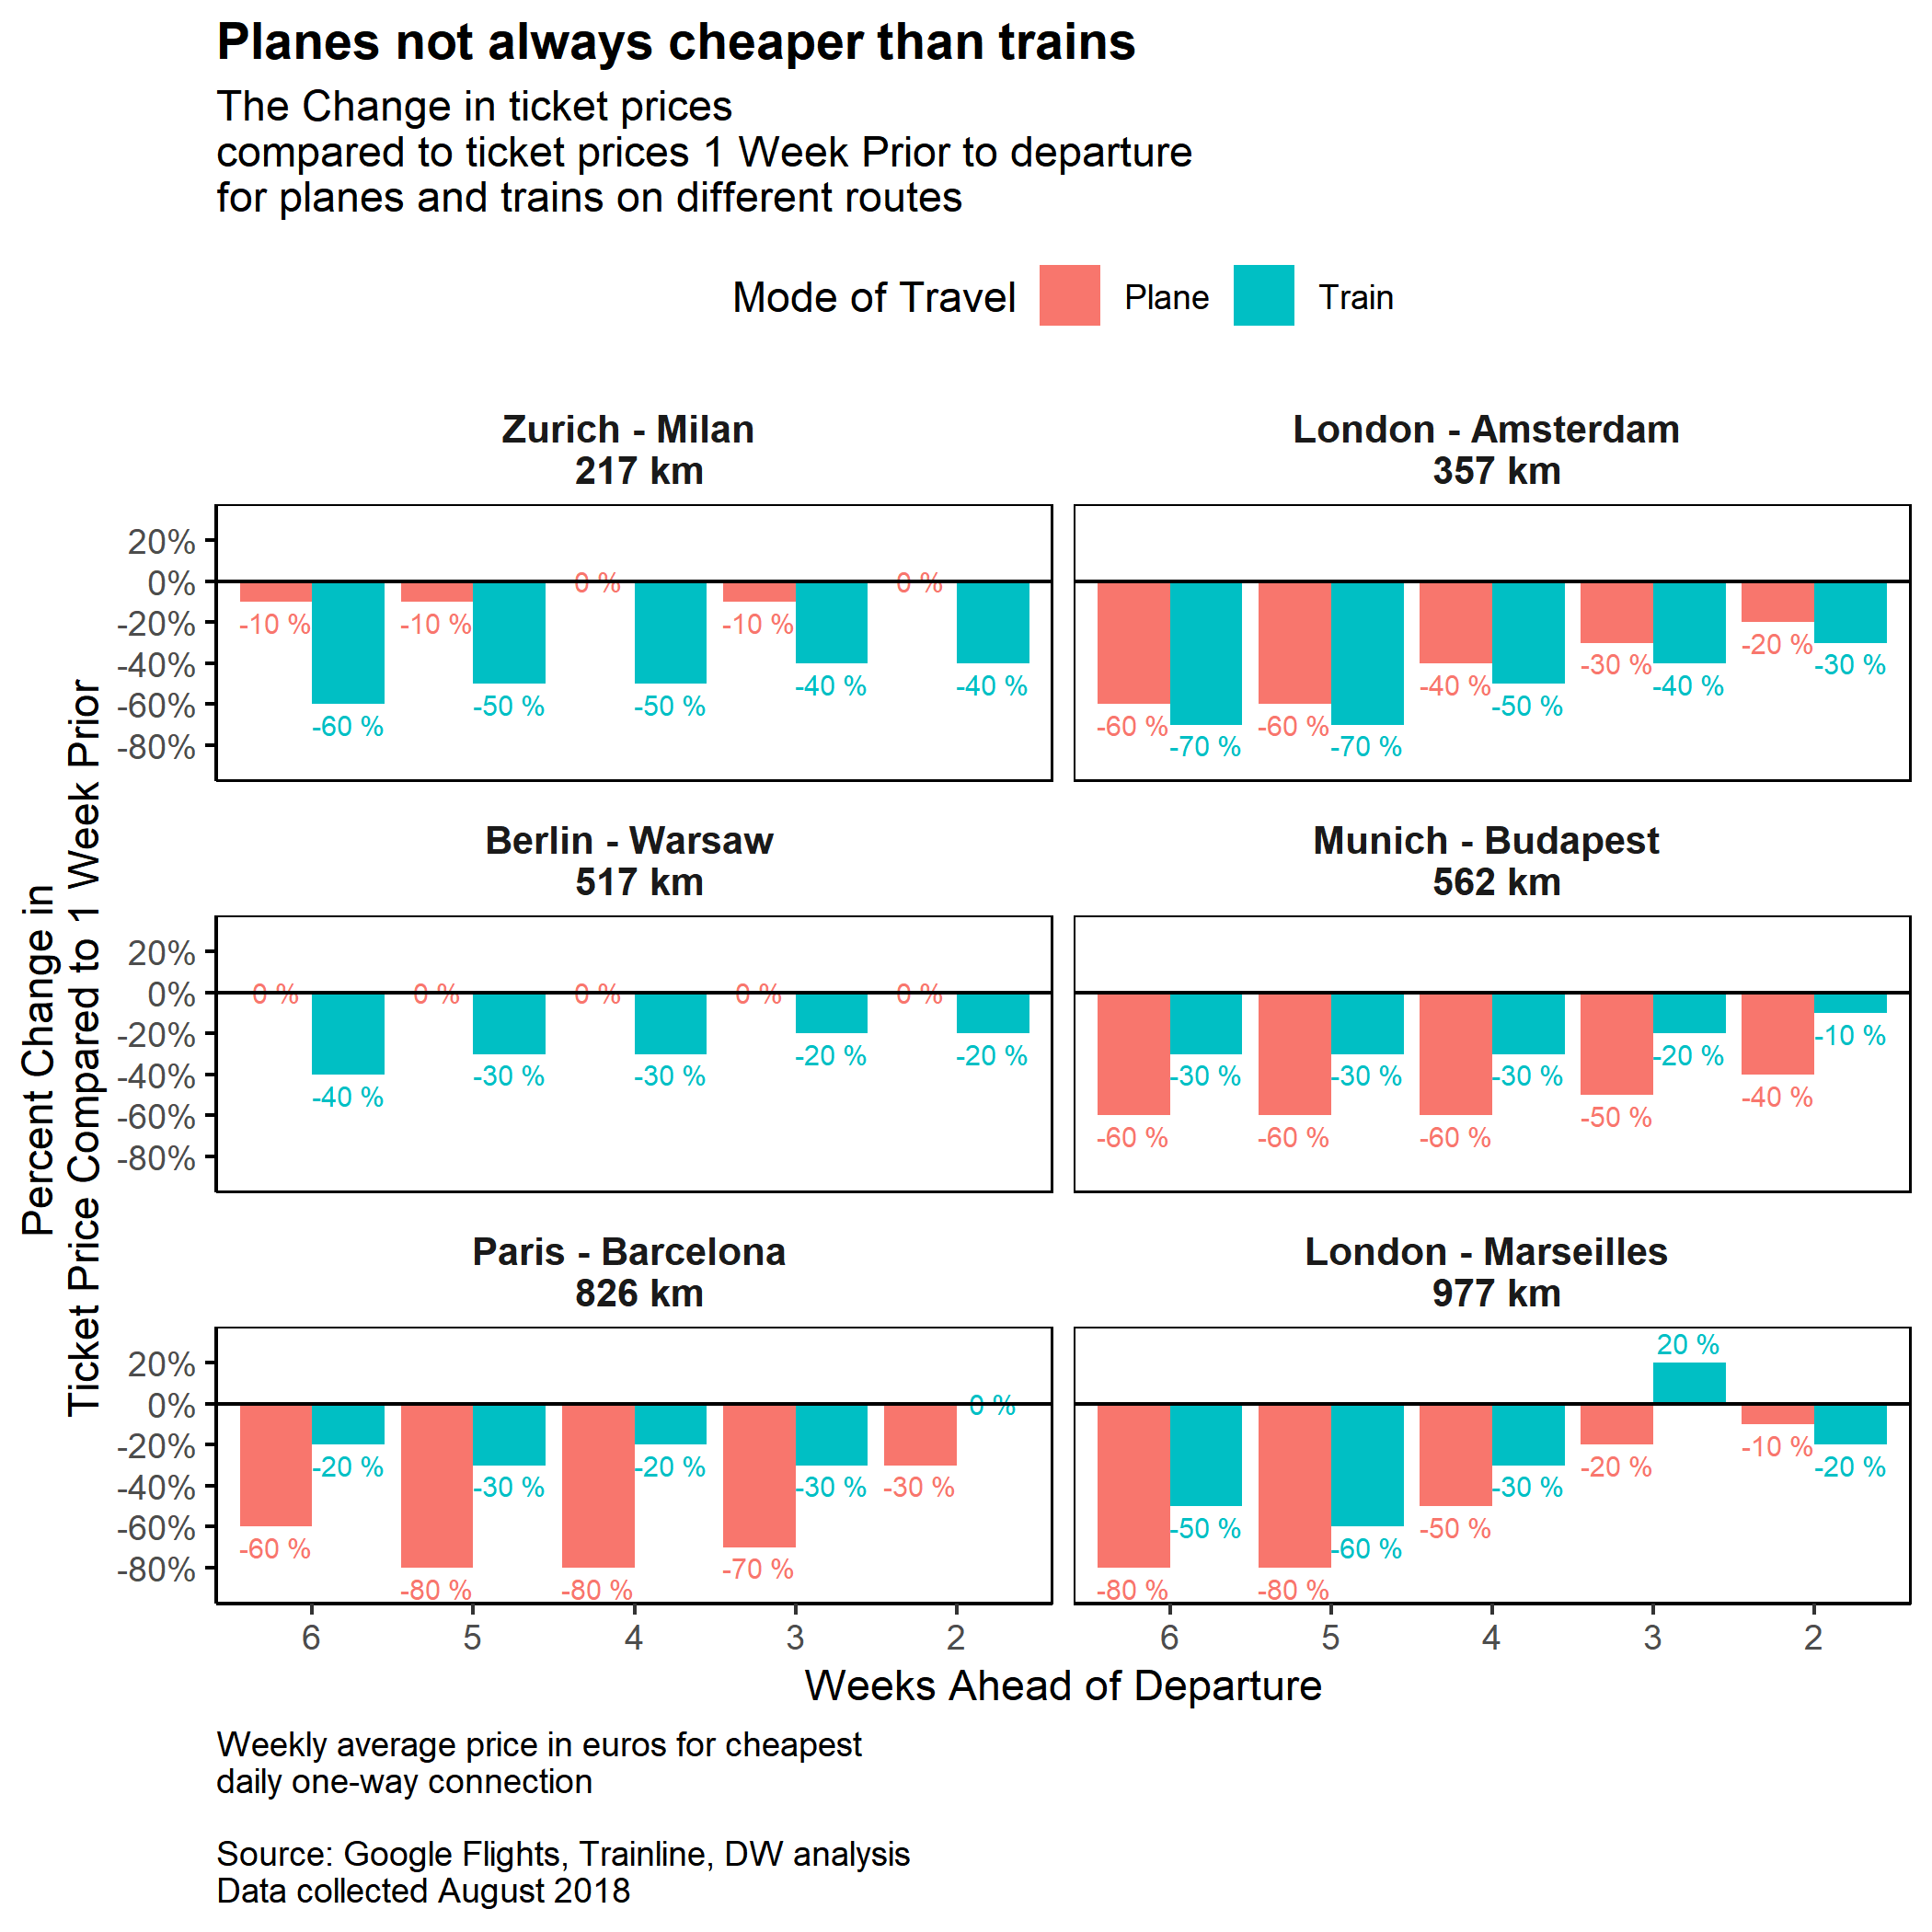 Planes not always cheaper than trains
The Change in ticket prices
compared to ticket prices 1 Week Prior to departure
for planes and trains on different routes
Mode of Travel Plane Train
Zurich - Milan
217 km
London - Amsterdam
357 km
20%
0%
-20%
-40%
-60%
-80%
-10 % -10 % 0 % -10 % 0 %
-60 % -50 % -50 % -40 % -40 %
-60 % -60 % -40 % -30 % -20 %
-70 % -70 % -50 % -40 % -30 %
Berlin - Warsaw
517 km
Munich - Budapest
562 km
20%
0%
-20%
-40%
-60%
-80%
0 % 0 % 0 % 0 % 0 %
-40 % -30 % -30 % -20 % -20 %
-30 % -30 % -30 % -20 % -10 %
-60 % -60 % -60 % -50 % -40 %
Paris - Barcelona
826 km
London - Marseilles
977 km
20%
0%
-20%
-40%
-60%
-80%
-20 % -30 % -20 % -30 % 0 %
-60 % -80 % -80 % -70 % -30 %
-50 % -60 % -30 % 20 % -20 %
-80 % -80 % -50 % -20 % -10 %
6 5 4 3 2
6 5 4 3 2
Percent Change in
Ticket Price Compared to 1 Week Prior
Weeks Ahead of Departure
Weekly average price in euros for cheapest
daily one-way connection
Source: Google Flights, Trainline, DW analysis
Data collected August 2018